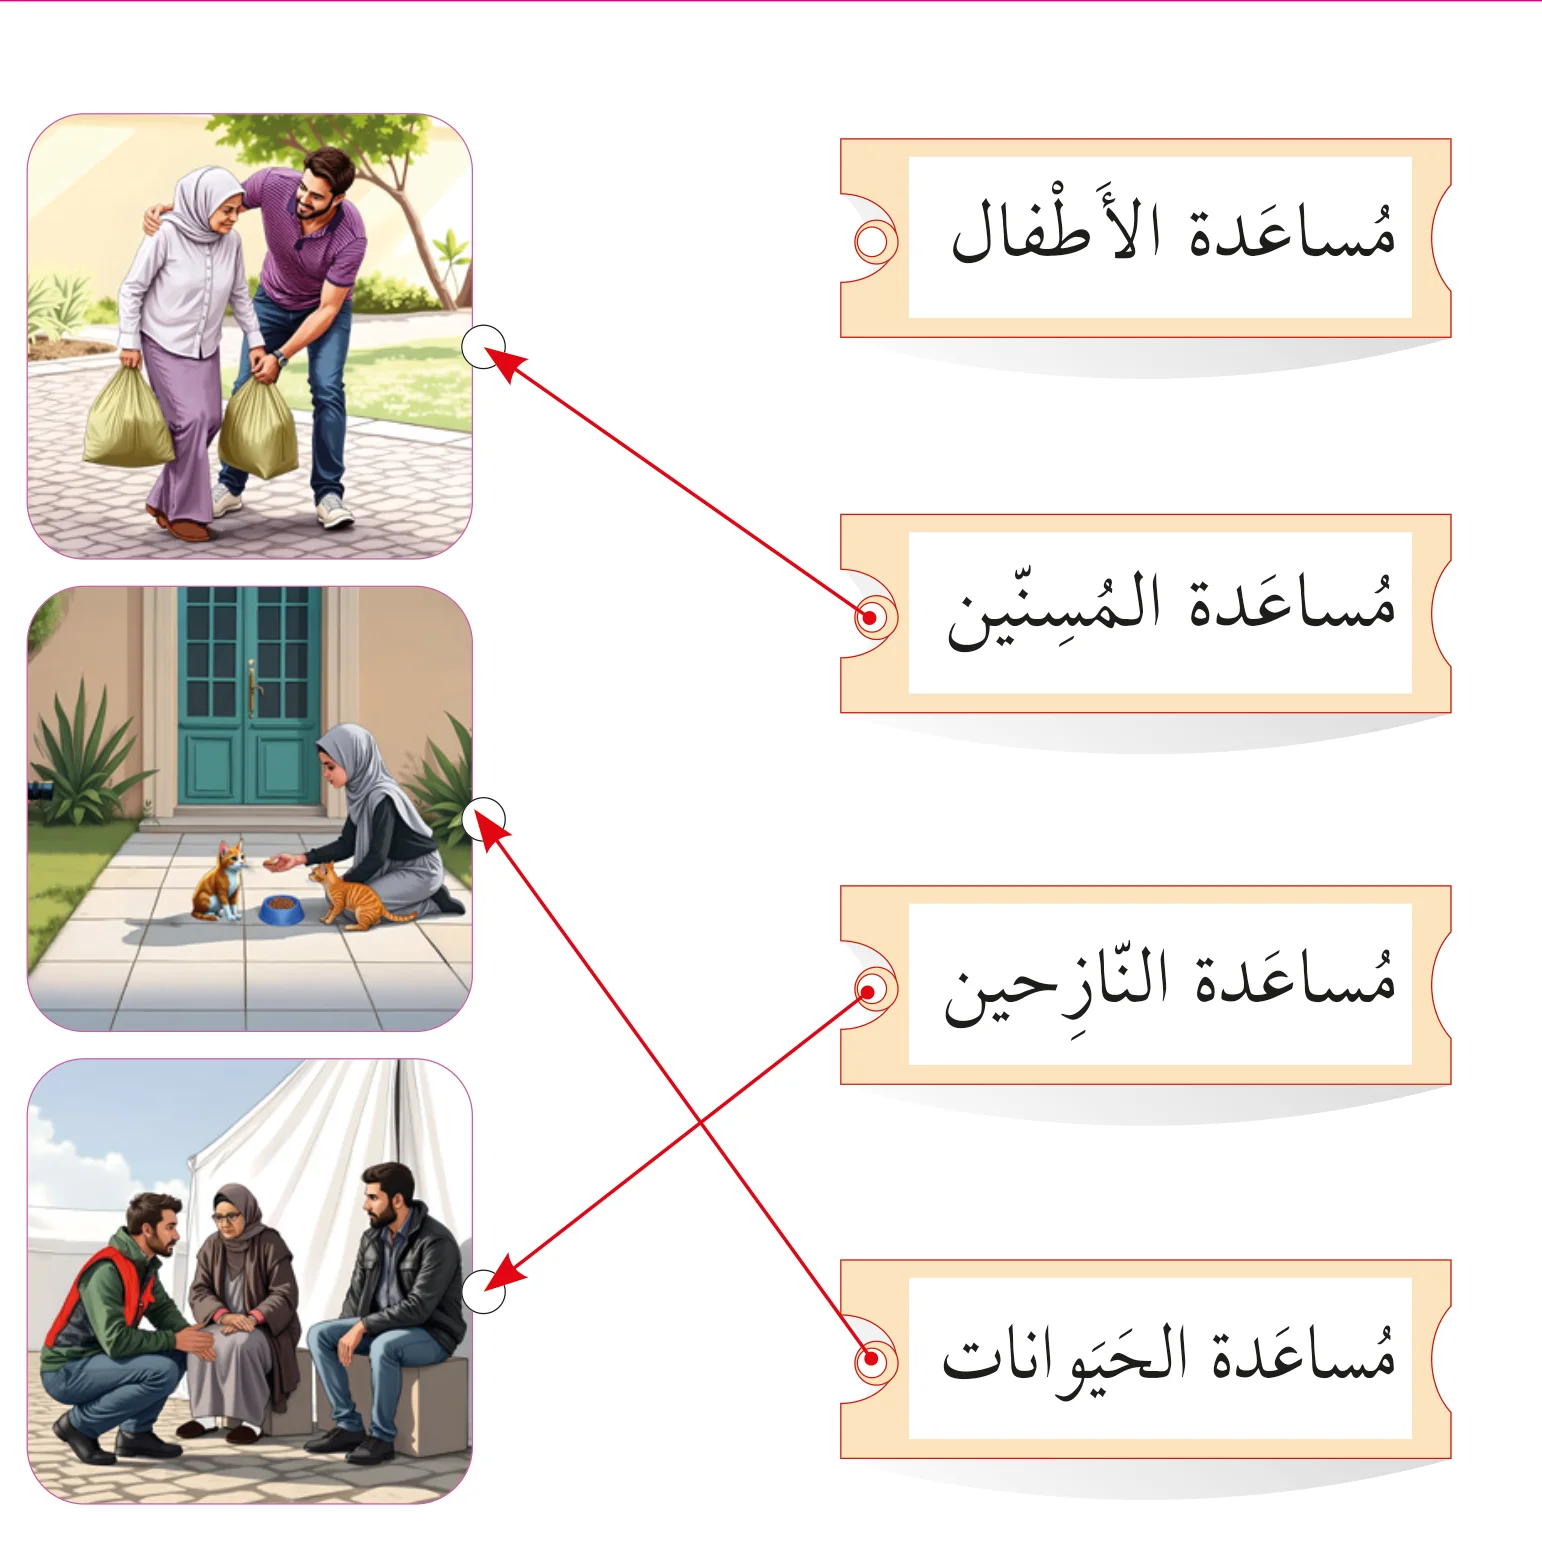 مُساعَدة الأَطْفال
مُساعَدة المُسِنّين
مُساعَدة النّازِحين
مُساعَدة الحَيَوانات